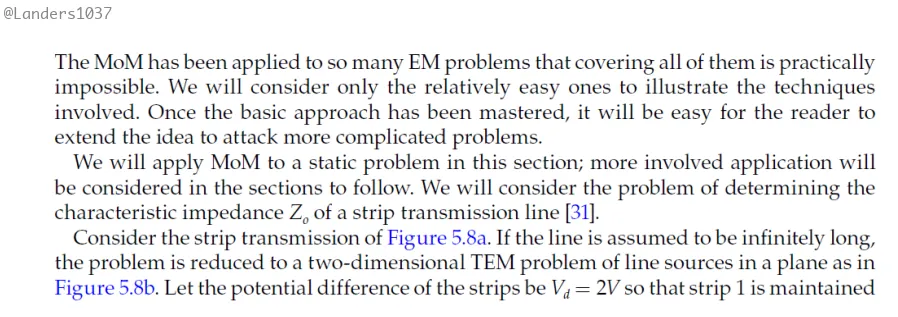 @Landers1037
The MoM has been applied to so many EM problems that covering all of them is practically
impossible. We will consider only the relatively easy ones to illustrate the techniques
involved. Once the basic approach has been mastered, it will be easy for the reader to
extend the idea to attack more complicated problems.
We will apply MoM to a static problem in this section; more involved application will
be considered in the sections to follow. We will consider the problem of determining the
characteristic impedance Zₒ of a strip transmission line [31].
Consider the strip transmission of Figure 5.8a. If the line is assumed to be infinitely long,
the problem is reduced to a two-dimensional TEM problem of line sources in a plane as in
Figure 5.8b. Let the potential difference of the strips be V_d = 2V so that strip 1 is maintained